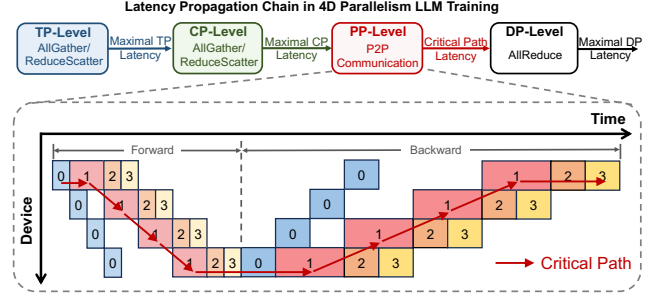 Latency Propagation Chain in 4D Parallelism LLM Training
TP-Level
AllGather/
ReduceScatter
Maximal TP
Latency
CP-Level
AllGather/
ReduceScatter
Maximal CP
Latency
PP-Level
P2P
Communication
Critical Path
Latency
DP-Level
AllReduce
Maximal DP
Latency
Time
Forward
Backward
Device
0 1 2 3 0 1 2 3
0 1 2 3 0 1 2 3
0 1 2 3 0 1 2 3
0 1 2 3 0 1 2 3
Critical Path